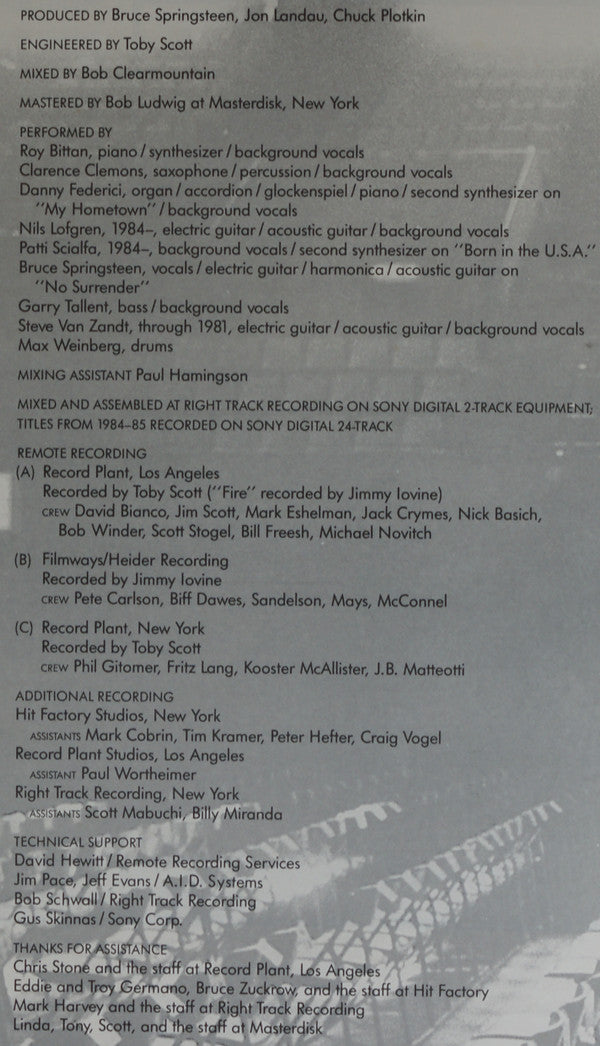 PRODUCED BY Bruce Springsteen, Jon Landau, Chuck Plotkin
ENGINEERED BY Toby Scott
MIXED BY Bob Clearmountain
MASTERED BY Bob Ludwig at Masterdisk, New York
PERFORMED BY
Roy Bittan, piano/synthesizer/background vocals
Clarence Clemons, saxophone/percussion/background vocals
Danny Federici, organ/accordion/glockenspiel/piano/second synthesizer on
"My Hometown"/background vocals
Nils Lofgren, 1984–, electric guitar/acoustic guitar/background vocals
Patti Scialfa, 1984–, background vocals/second synthesizer on "Born in the U.S.A."
Bruce Springsteen, vocals/electric guitar/harmonica/acoustic guitar on
"No Surrender"
Garry Tallent, bass/background vocals
Steve Van Zandt, through 1981, electric guitar/acoustic guitar/background vocals
Max Weinberg, drums
MIXING ASSISTANT Paul Hamingson
MIXED AND ASSEMBLED AT RIGHT TRACK RECORDING ON SONY DIGITAL 2-TRACK EQUIPMENT;
TITLES FROM 1984–85 RECORDED ON SONY DIGITAL 24-TRACK
REMOTE RECORDING
(A) Record Plant, Los Angeles
Recorded by Toby Scott ("Fire" recorded by Jimmy Iovine)
CREW David Bianco, Jim Scott, Mark Eshelman, Jack Crymes, Nick Basich,
Bob Winder, Scott Stogel, Bill Freesh, Michael Novitch
(B) Filmways/Heider Recording
Recorded by Jimmy Iovine
CREW Pete Carlson, Biff Dawes, Sandelson, Mays, McConnel
(C) Record Plant, New York
Recorded by Toby Scott
CREW Phil Gitomer, Fritz Lang, Kooster McAllister, J.B. Matteotti
ADDITIONAL RECORDING
Hit Factory Studios, New York
ASSISTANTS Mark Cobrin, Tim Kramer, Peter Hefter, Craig Vogel
Record Plant Studios, Los Angeles
ASSISTANT Paul Wortheimer
Right Track Recording, New York
ASSISTANTS Scott Mabuchi, Billy Miranda
TECHNICAL SUPPORT
David Hewitt/Remote Recording Services
Jim Pace, Jeff Evans/A.I.D. Systems
Bob Schwall/Right Track Recording
Gus Skinnas/Sony Corp.
THANKS FOR ASSISTANCE
Chris Stone and the staff at Record Plant, Los Angeles
Eddie and Troy Germano, Bruce Zuckrow, and the staff at Hit Factory
Mark Harvey and the staff at Right Track Recording
Linda, Tony, Scott, and the staff at Masterdisk